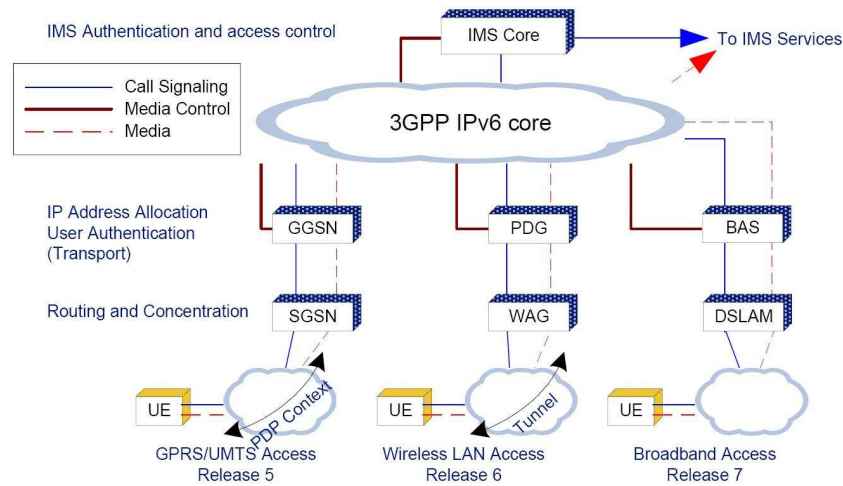 IMS Authentication and access control
IMS Core
To IMS Services
Call Signaling
Media Control
Media
3GPP IPv6 core
IP Address Allocation
User Authentication
(Transport)
GGSN
PDG
BAS
Routing and Concentration
SGSN
WAG
DSLAM
UE
PDP Context
UE
Tunnel
UE
GPRS/UMTS Access
Release 5
Wireless LAN Access
Release 6
Broadband Access
Release 7